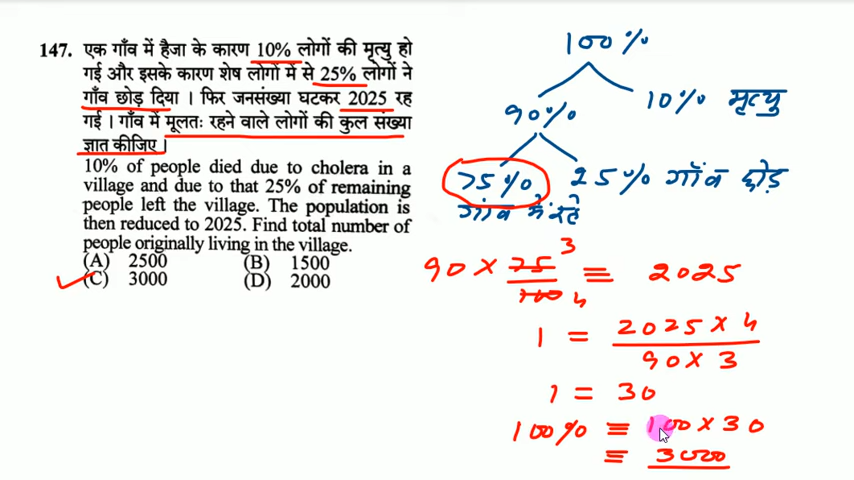 147. एक गाँव में हैजा के कारण 10% लोगों की मृत्यु हो
गई और इसके कारण शेष लोगों में से 25% लोगों ने
गाँव छोड़ दिया । फिर जनसंख्या घटकर 2025 रह
गई । गाँव में मूलतः रहने वाले लोगों की कुल संख्या
ज्ञात कीजिए ।
10% of people died due to cholera in a
village and due to that 25% of remaining
people left the village. The population is
then reduced to 2025. Find total number of
people originally living in the village.
(A) 2500 (B) 1500
(C) 3000 (D) 2000
100%
90% 10% मृत्यु
75% 25% गाँव छोड़
गांव में रहे
90 × 75/100 3 4 ≡ 2025
1 = 2025 × 4 / 90 × 3
1 = 30
100% ≡ 100 × 30
≡ 3000